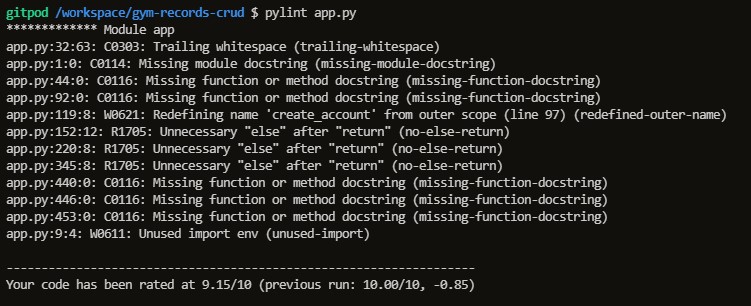 gitpod /workspace/gym-records-crud $ pylint app.py
************* Module app
app.py:32:63: C0303: Trailing whitespace (trailing-whitespace)
app.py:1:0: C0114: Missing module docstring (missing-module-docstring)
app.py:44:0: C0116: Missing function or method docstring (missing-function-docstring)
app.py:92:0: C0116: Missing function or method docstring (missing-function-docstring)
app.py:119:8: W0621: Redefining name 'create_account' from outer scope (line 97) (redefined-outer-name)
app.py:152:12: R1705: Unnecessary "else" after "return" (no-else-return)
app.py:220:8: R1705: Unnecessary "else" after "return" (no-else-return)
app.py:345:8: R1705: Unnecessary "else" after "return" (no-else-return)
app.py:440:0: C0116: Missing function or method docstring (missing-function-docstring)
app.py:446:0: C0116: Missing function or method docstring (missing-function-docstring)
app.py:453:0: C0116: Missing function or method docstring (missing-function-docstring)
app.py:9:4: W0611: Unused import env (unused-import)

-------------------------------------------------------------------
Your code has been rated at 9.15/10 (previous run: 10.00/10, -0.85)